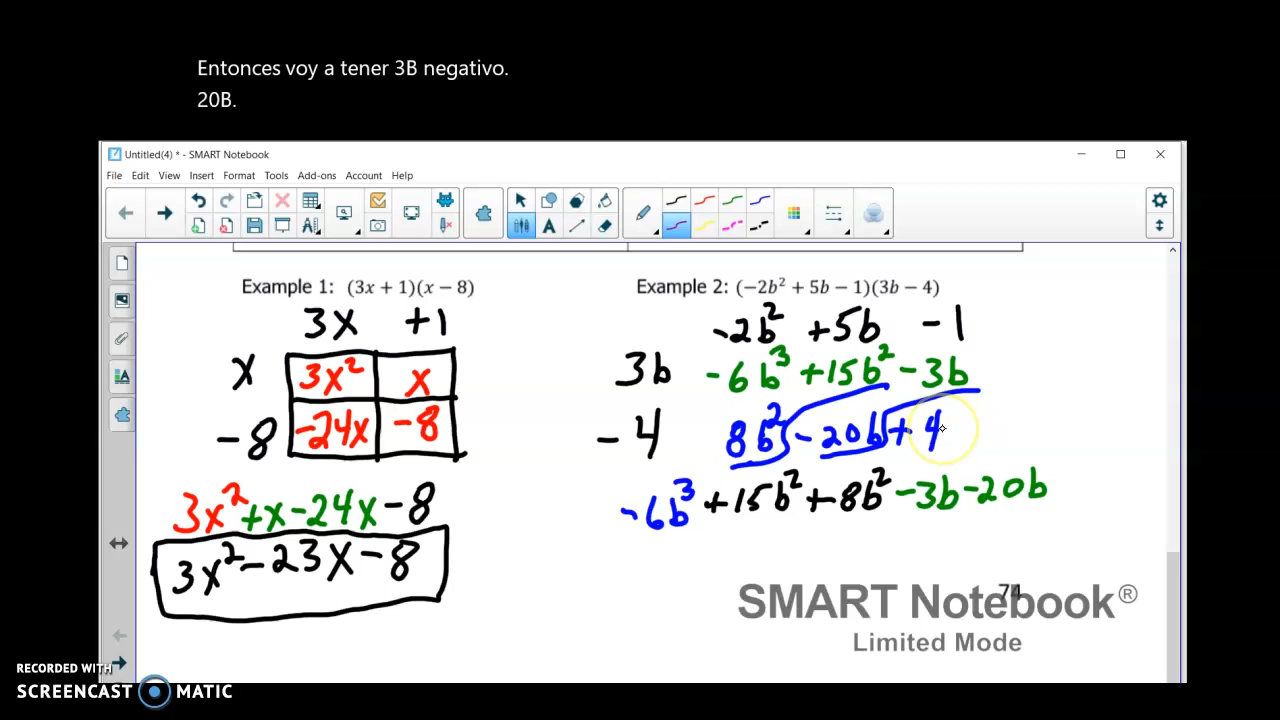 Entonces voy a tener 3B negativo.
20B.
Untitled(4) * - SMART Notebook
File Edit View Insert Format Tools Add-ons Account Help
Example 1: (3x + 1)(x − 8)
3x +1
x 3x² x
-8 -24x -8
3x² +x -24x -8
3x² -23x -8
Example 2: (−2b² + 5b − 1)(3b − 4)
-2b² +5b -1
3b -6b³ +15b² -3b
-4 8b² -20b +4
-6b³ +15b² +8b² -3b -20b
74
SMART Notebook®
Limited Mode
RECORDED WITH
SCREENCAST MATIC